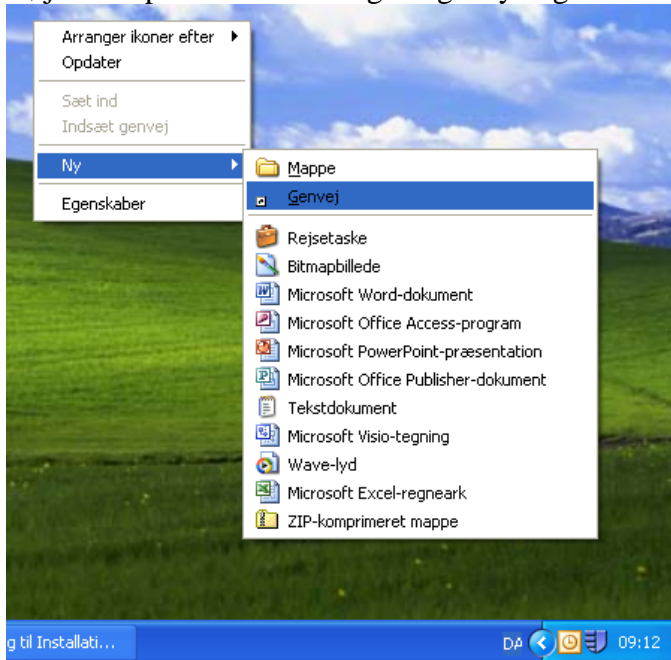 Arranger ikoner efter
Opdater
Sæt ind
Indsæt genvej
Ny
Egenskaber
Mappe
Genvej
Rejsetaske
Bitmapbillede
Microsoft Word-dokument
Microsoft Office Access-program
Microsoft PowerPoint-præsentation
Microsoft Office Publisher-dokument
Tekstdokument
Microsoft Visio-tegning
Wave-lyd
Microsoft Excel-regneark
ZIP-komprimeret mappe
g til Installati...
DA
09:12